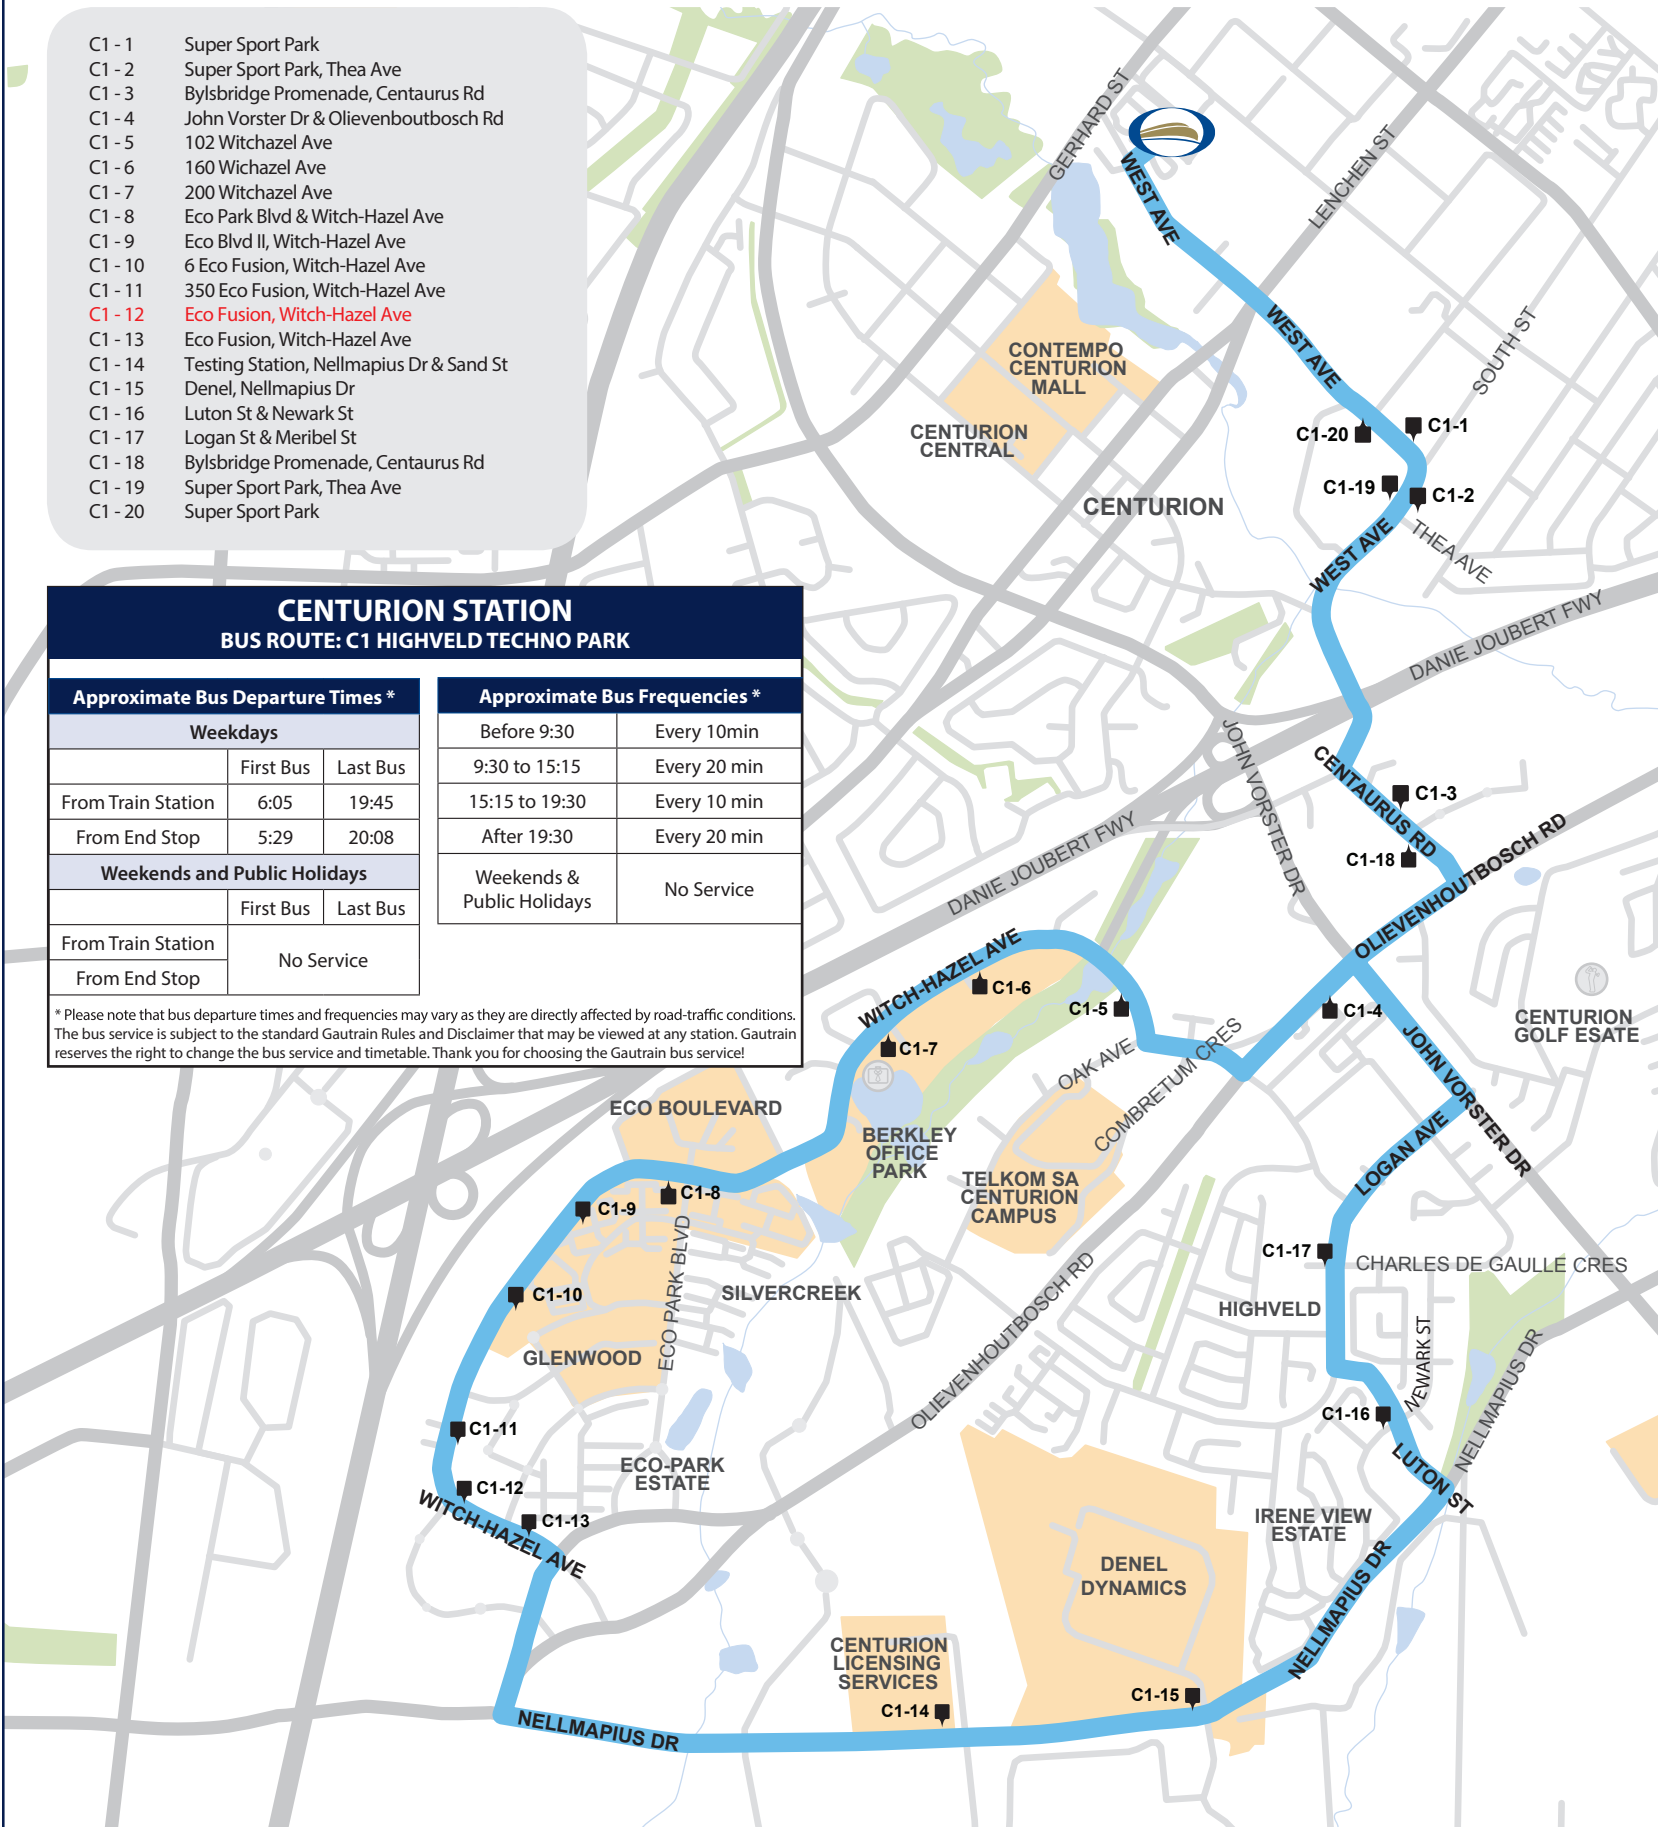 C1 - 1 Super Sport Park
C1 - 2 Super Sport Park, Thea Ave
C1 - 3 Bylsbridge Promenade, Centaurus Rd
C1 - 4 John Vorster Dr & Olievenboutbosch Rd
C1 - 5 102 Witchazel Ave
C1 - 6 160 Wichazel Ave
C1 - 7 200 Witchazel Ave
C1 - 8 Eco Park Blvd & Witch-Hazel Ave
C1 - 9 Eco Blvd II, Witch-Hazel Ave
C1 - 10 6 Eco Fusion, Witch-Hazel Ave
C1 - 11 350 Eco Fusion, Witch-Hazel Ave
C1 - 12 Eco Fusion, Witch-Hazel Ave
C1 - 13 Eco Fusion, Witch-Hazel Ave
C1 - 14 Testing Station, Nellmapius Dr & Sand St
C1 - 15 Denel, Nellmapius Dr
C1 - 16 Luton St & Newark St
C1 - 17 Logan St & Meribel St
C1 - 18 Bylsbridge Promenade, Centaurus Rd
C1 - 19 Super Sport Park, Thea Ave
C1 - 20 Super Sport Park
CENTURION STATION
BUS ROUTE: C1 HIGHVELD TECHNO PARK
Approximate Bus Departure Times *
Weekdays
First Bus Last Bus
From Train Station 6:05 19:45
From End Stop 5:29 20:08
Weekends and Public Holidays
First Bus Last Bus
From Train Station
No Service
From End Stop
Approximate Bus Frequencies *
Before 9:30 Every 10min
9:30 to 15:15 Every 20 min
15:15 to 19:30 Every 10 min
After 19:30 Every 20 min
Weekends &
Public Holidays
No Service
* Please note that bus departure times and frequencies may vary as they are directly affected by road-traffic conditions.
The bus service is subject to the standard Gautrain Rules and Disclaimer that may be viewed at any station. Gautrain
reserves the right to change the bus service and timetable. Thank you for choosing the Gautrain bus service!
GERHARD ST
WEST AVE
LENCHEN ST
WEST AVE
SOUTH ST
CONTEMPO
CENTURION
MALL
CENTURION
CENTRAL
C1-20
C1-1
C1-19
C1-2
CENTURION
THEA AVE
WEST AVE
DANIE JOUBERT FWY
JOHN VORSTER DR
CENTAURUS RD
C1-3
C1-18
DANIE JOUBERT FWY
OLIEVENHOUTBOSCH RD
WITCH-HAZEL AVE
C1-6
C1-5
C1-4
C1-7
CENTURION
GOLF ESATE
OAK AVE
COMBRETUM CRES
JOHN VORSTER DR
ECO BOULEVARD
BERKLEY
OFFICE
PARK
TELKOM SA
CENTURION
CAMPUS
LOGAN AVE
C1-8
C1-9
ECO PARK BLVD
C1-17
CHARLES DE GAULLE CRES
C1-10
SILVERCREEK
HIGHVELD
OLIEVENHOUTBOSCH RD
GLENWOOD
NEWARK ST
NELLMAPIUS DR
C1-16
C1-11
ECO-PARK
ESTATE
C1-12
WITCH-HAZEL AVE
C1-13
LUTON ST
IRENE VIEW
ESTATE
DENEL
DYNAMICS
NELLMAPIUS DR
CENTURION
LICENSING
SERVICES
C1-14
C1-15
NELLMAPIUS DR